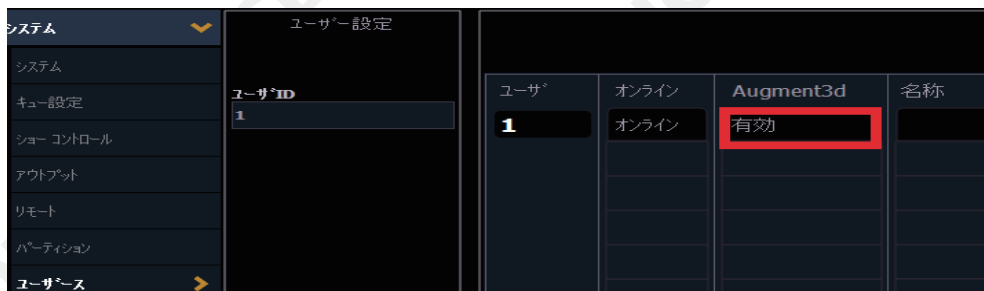 システム
システム
キュー設定
ショー コントロール
アウトプット
リモート
パーティション
ユーザース
ユーザー設定
ユーザID
1
ユーザ オンライン Augment3d 名称
1 オンライン 有効